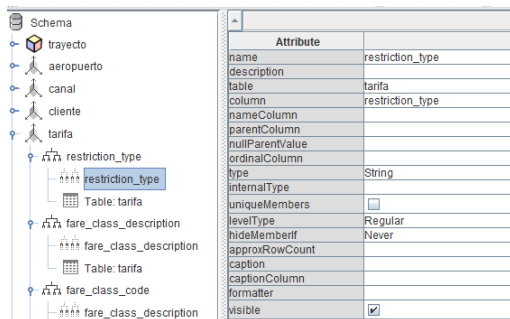 Schema
trayecto
aeropuerto
canal
cliente
tarifa
restriction_type
restriction_type
Table: tarifa
fare_class_description
fare_class_description
Table: tarifa
fare_class_code
fare_class_description
Attribute
name restriction_type
description
table tarifa
column restriction_type
nameColumn
parentColumn
nullParentValue
ordinalColumn
type String
internalType
uniqueMembers
levelType Regular
hideMemberIf Never
approxRowCount
caption
captionColumn
formatter
visible